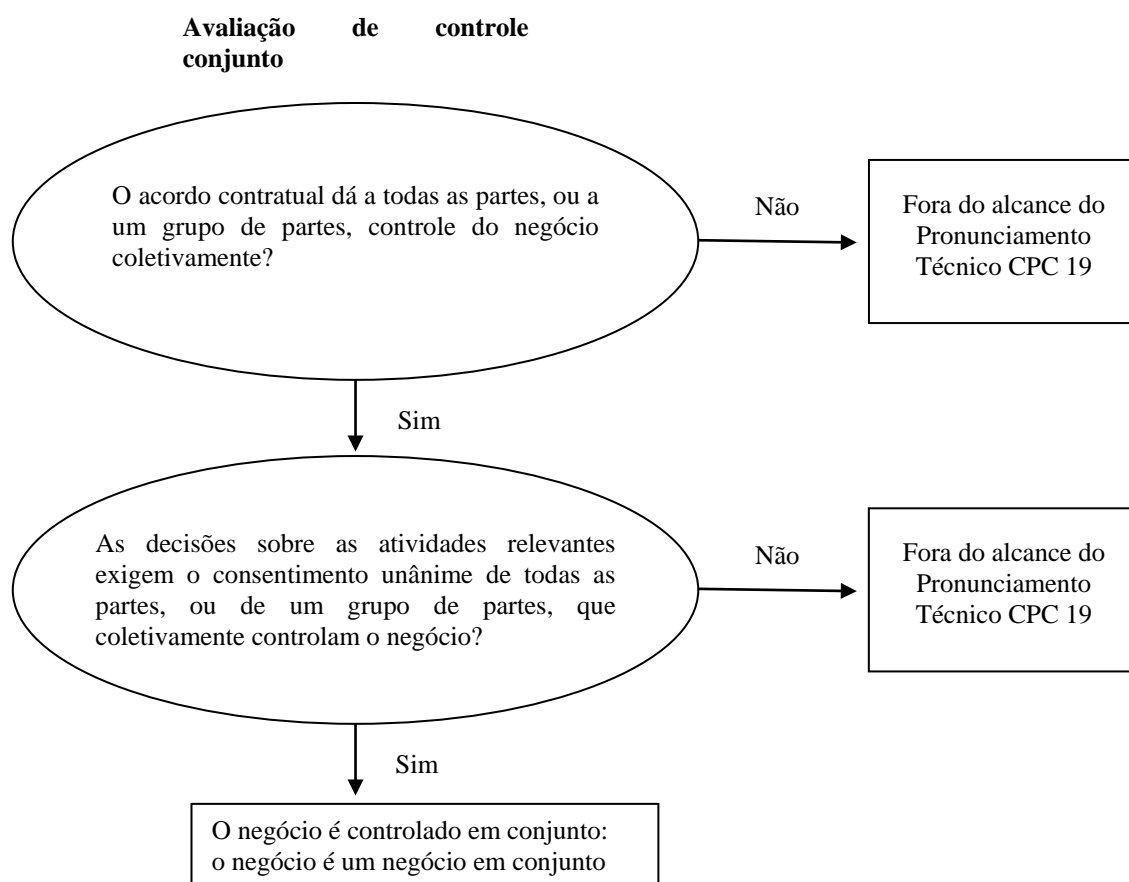 Avaliação de controle
conjunto
O acordo contratual dá a todas as partes, ou a
um grupo de partes, controle do negócio
coletivamente?
Não
Fora do alcance do
Pronunciamento
Técnico CPC 19
Sim
As decisões sobre as atividades relevantes
exigem o consentimento unânime de todas as
partes, ou de um grupo de partes, que
coletivamente controlam o negócio?
Não
Fora do alcance do
Pronunciamento
Técnico CPC 19
Sim
O negócio é controlado em conjunto:
o negócio é um negócio em conjunto